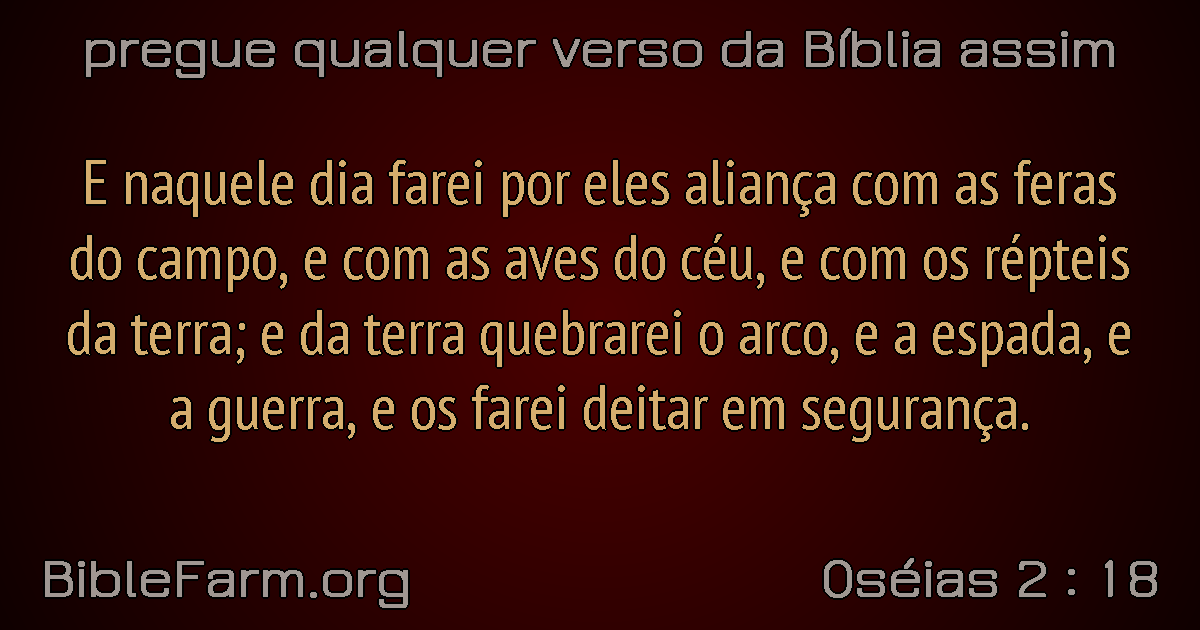 pregue qualquer verso da Bíblia assim
E naquele dia farei por eles aliança com as feras
do campo, e com as aves do céu, e com os répteis
da terra; e da terra quebrarei o arco, e a espada, e
a guerra, e os farei deitar em segurança.
BibleFarm.org
Oséias 2 : 18